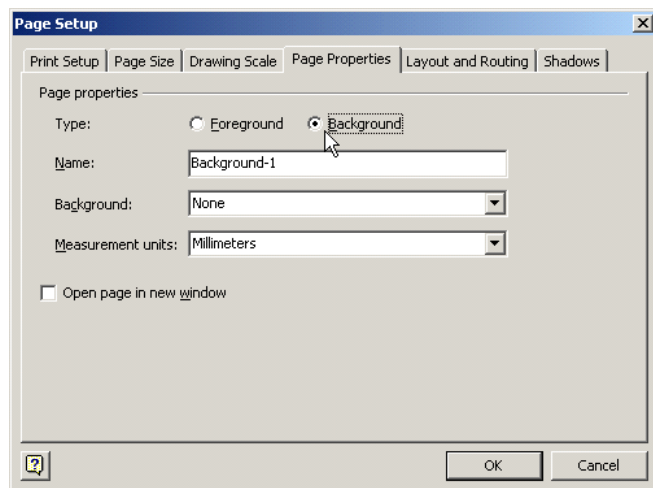 Page Setup
Print Setup Page Size Drawing Scale Page Properties Layout and Routing Shadows
Page properties
Type: Foreground Background
Name: Background-1
Background: None
Measurement units: Millimeters
Open page in new window
OK Cancel